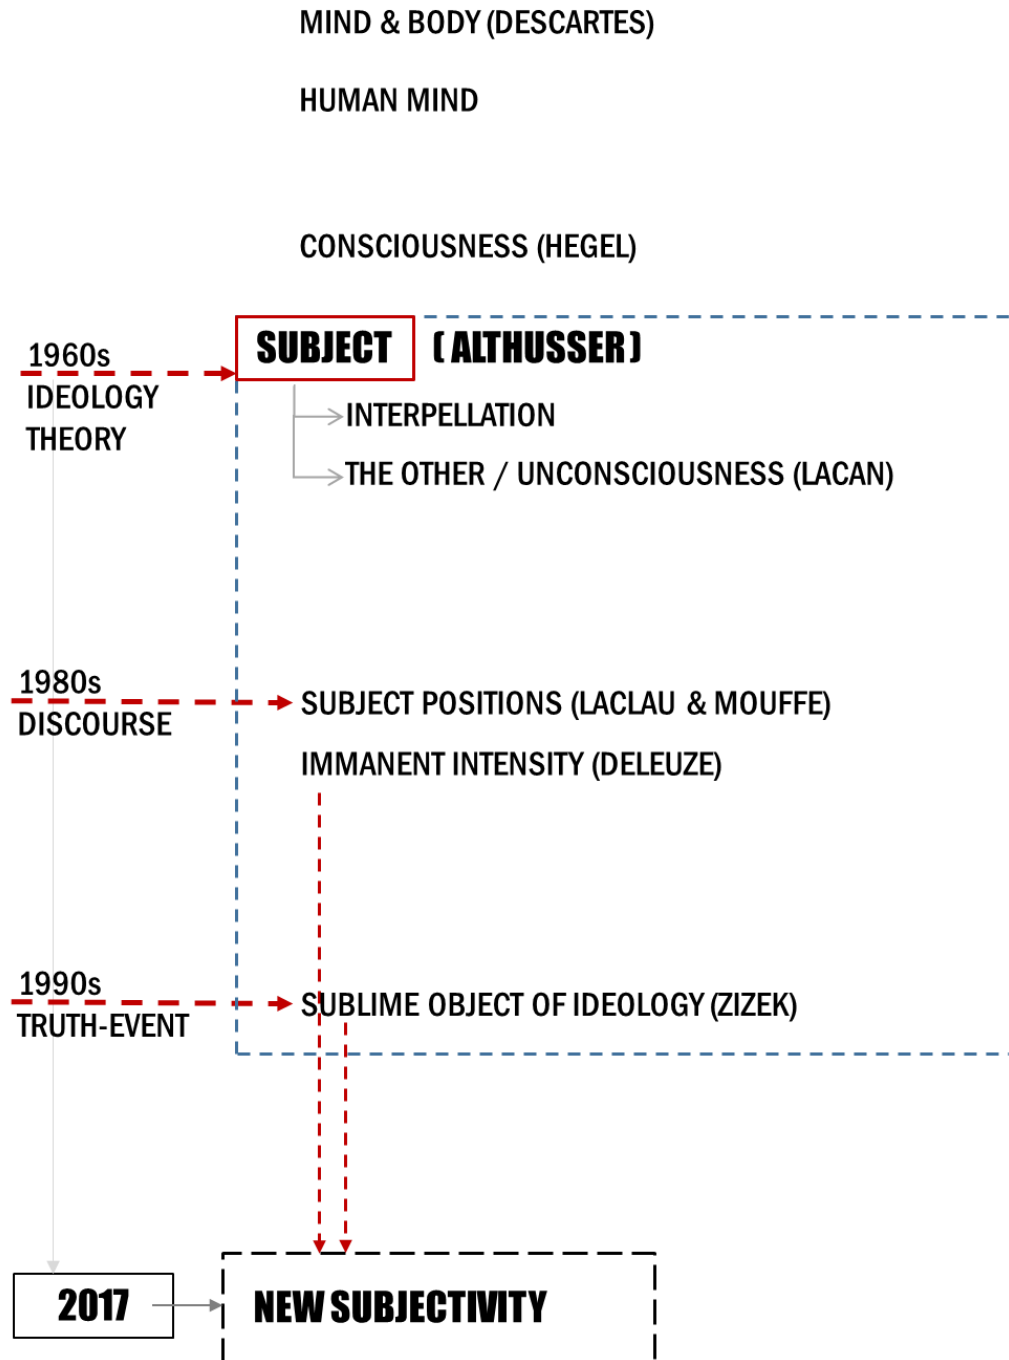 MIND & BODY (DESCARTES)
HUMAN MIND
CONSCIOUSNESS (HEGEL)
SUBJECT ( ALTHUSSER )
1960s
IDEOLOGY
THEORY
INTERPELLATION
THE OTHER / UNCONSCIOUSNESS (LACAN)
1980s
DISCOURSE
SUBJECT POSITIONS (LACLAU & MOUFFE)
IMMANENT INTENSITY (DELEUZE)
1990s
TRUTH-EVENT
SUBLIME OBJECT OF IDEOLOGY (ZIZEK)
2017
NEW SUBJECTIVITY